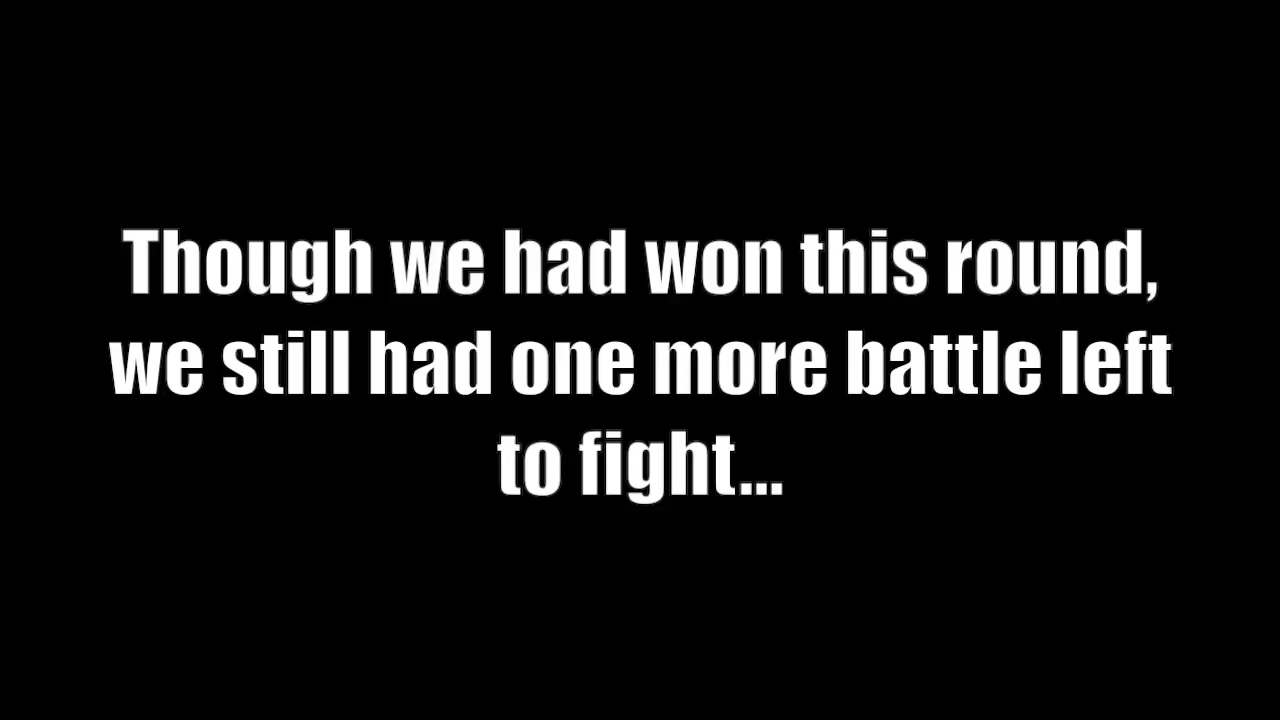 Though we had won this round,
we still had one more battle left
to fight...